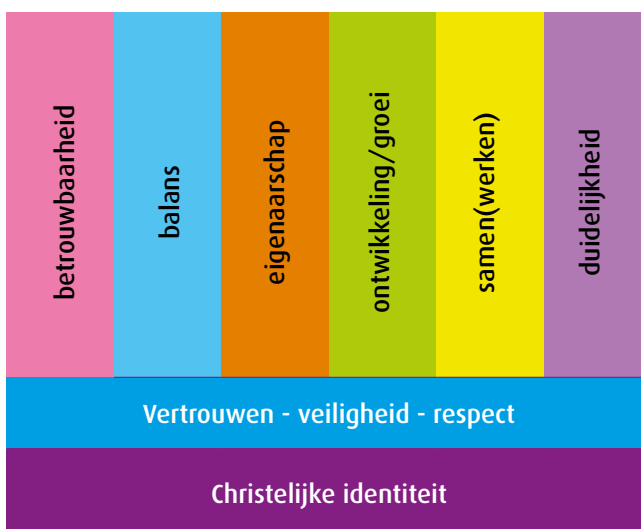 betrouwbaarheid
balans
eigenaarschap
ontwikkeling/groei
samen(werken)
duidelijkheid
Vertrouwen - veiligheid - respect
Christelijke identiteit